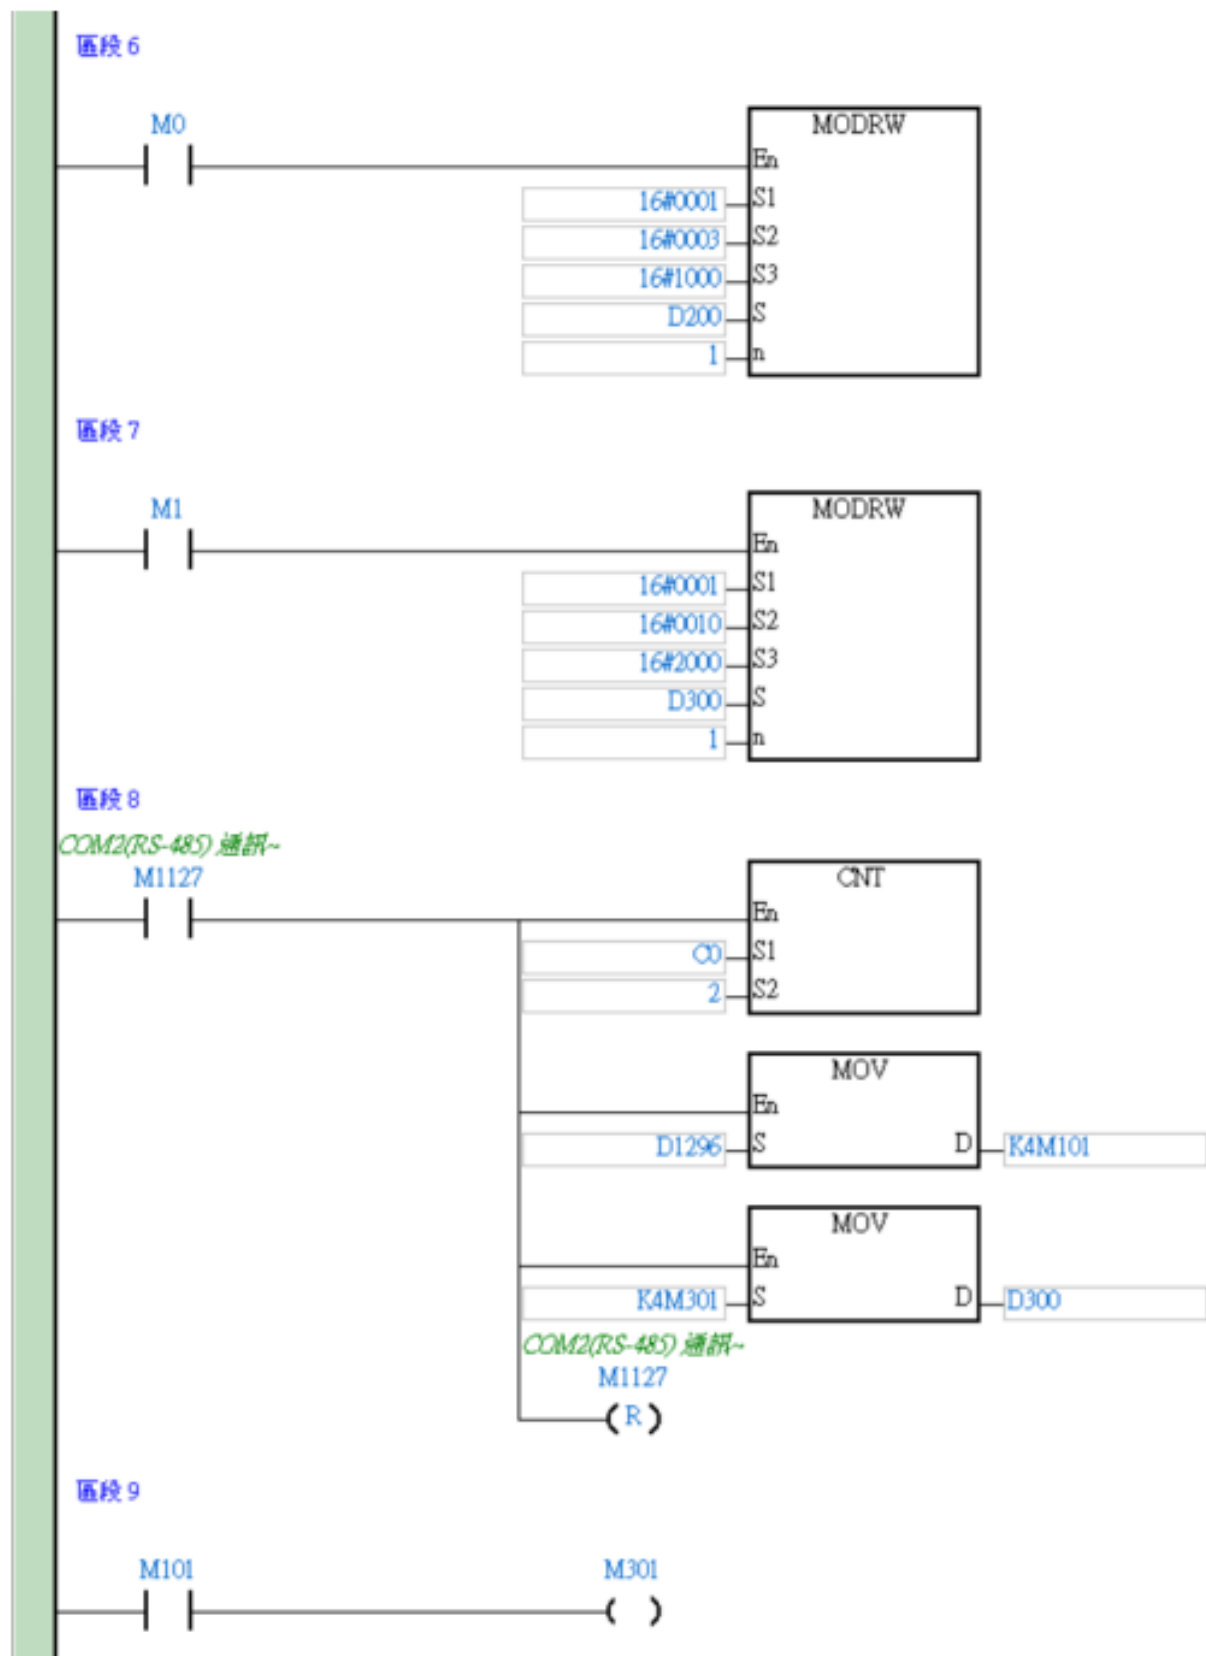 區段 6
M0
MODRW
En
16#0001 S1
16#0003 S2
16#1000 S3
D200 S
1 n
區段 7
M1
MODRW
En
16#0001 S1
16#0010 S2
16#2000 S3
D300 S
1 n
區段 8
COM2(RS-485) 通訊~
M1127
CNT
En
C0 S1
2 S2
MOV
En
D1296 S D K4M101
MOV
En
K4M301 S D D300
COM2(RS-485) 通訊~
M1127
R
區段 9
M101 M301